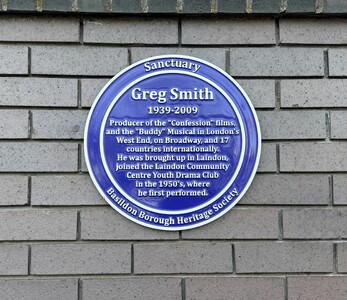 Sanctuary
Greg Smith
1939-2009
Producer of the "Confession" films,
and the "Buddy" Musical in London's
West End, on Broadway, and 17
countries internationally.
He was brought up in Laindon,
joined the Laindon Community
Centre Youth Drama Club
in the 1950's, where
he first performed.
Basildon Borough Heritage Society